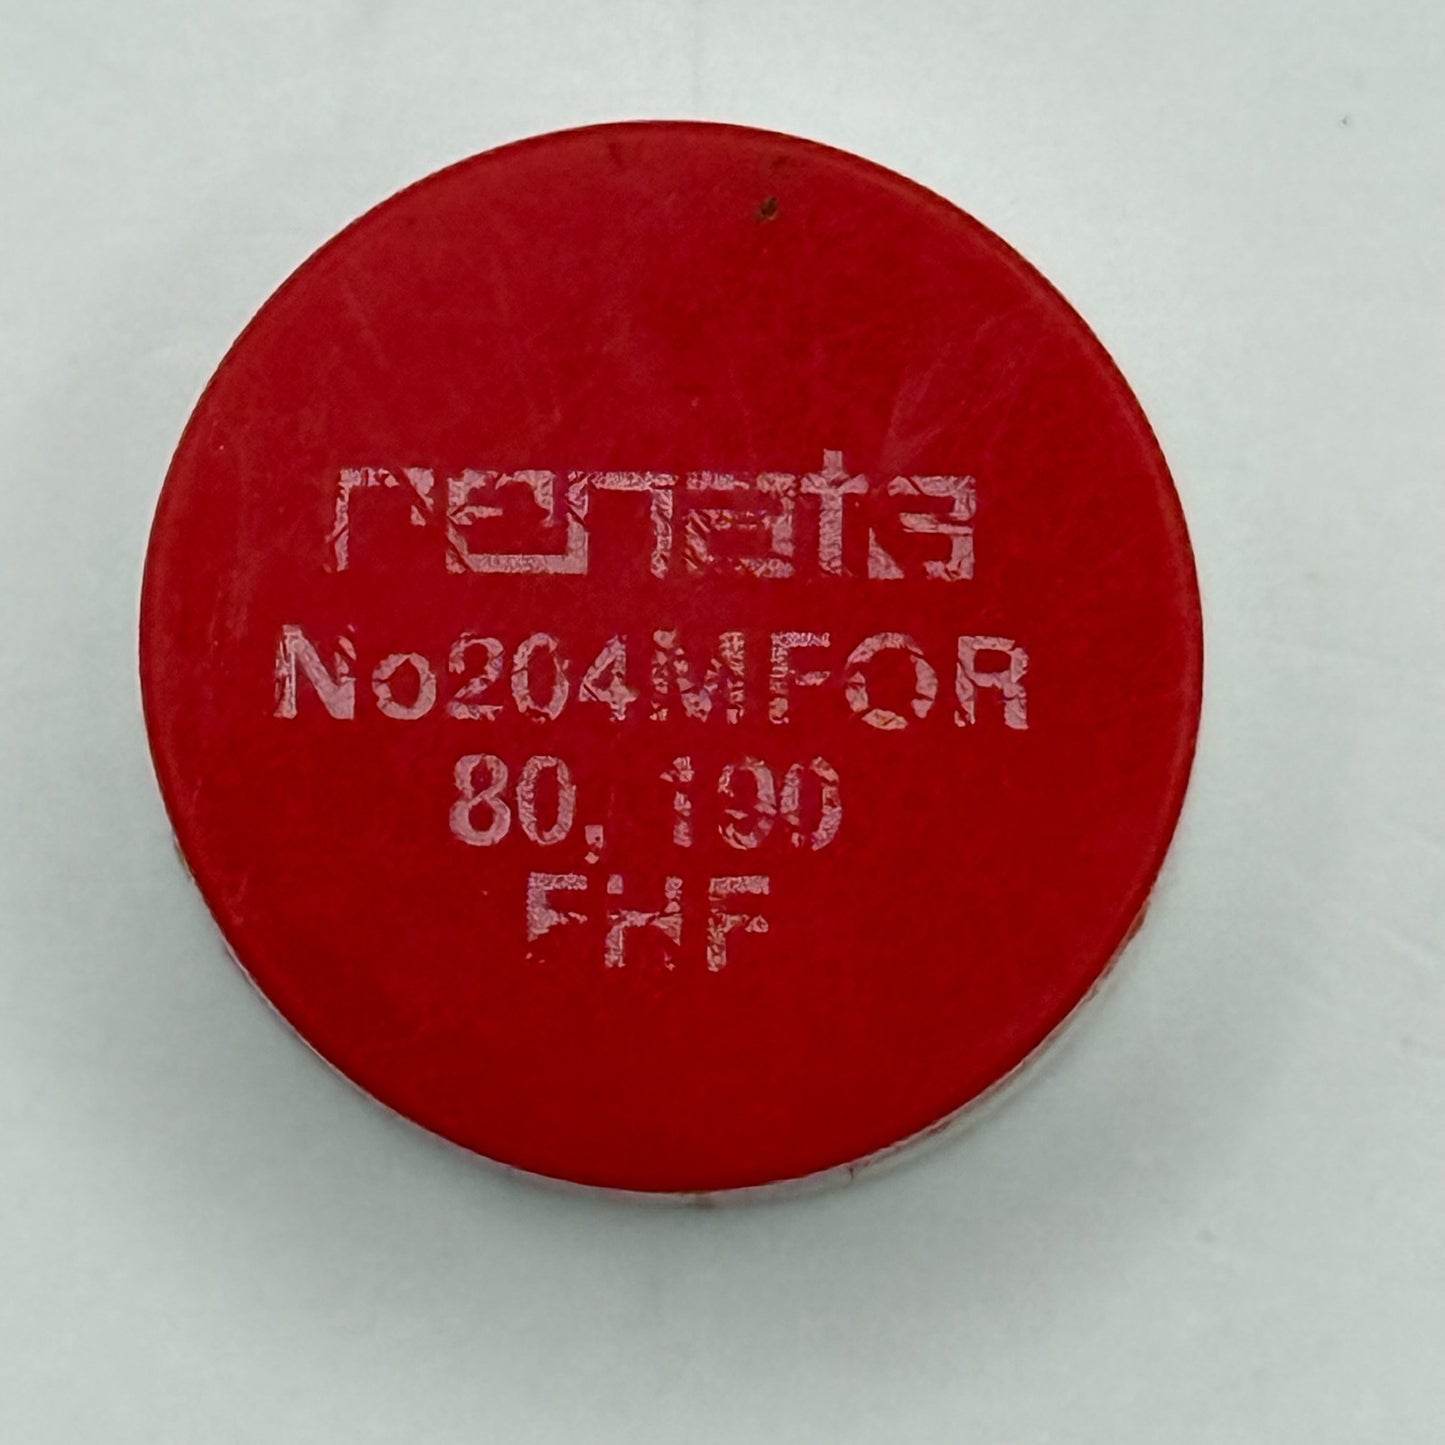 renata
No204MFOR
80, 190
FHF